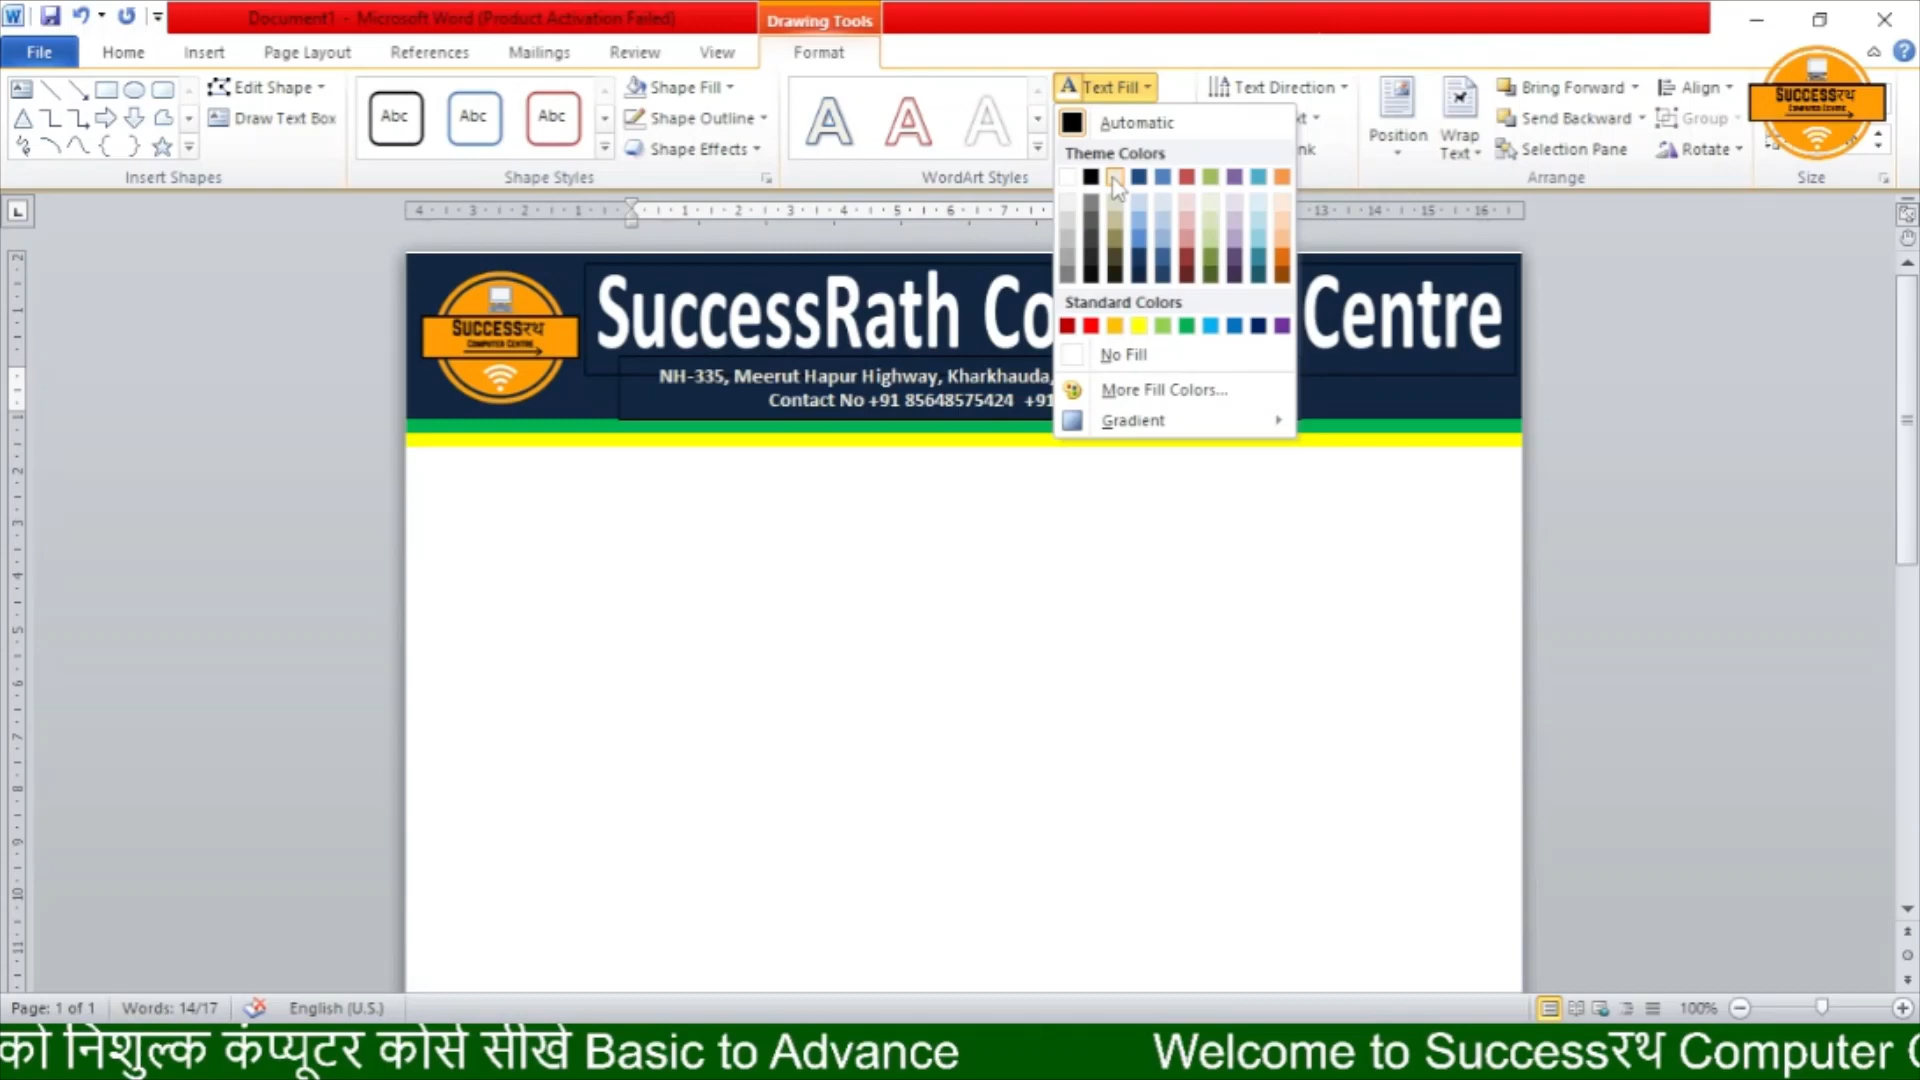 Document1 - Microsoft Word (Product Activation Failed)
Drawing Tools
File Home Insert Page Layout References Mailings Review View Format
Edit Shape
Draw Text Box
Insert Shapes
Abc Abc Abc
Shape Fill
Shape Outline
Shape Effects
Shape Styles
WordArt Styles
Text Fill
Text Direction
Position
Wrap Text
Bring Forward
Send Backward
Selection Pane
Align
Group
Rotate
Arrange
Size
SUCCESSरथ
COMPUTER CENTRE
Automatic
Theme Colors
Standard Colors
No Fill
More Fill Colors...
Gradient
SUCCESSरथ
COMPUTER CENTRE
SuccessRath Co Centre
NH-335, Meerut Hapur Highway, Kharkhauda,
Contact No +91 85648575424 +91
Page: 1 of 1 Words: 14/17 English (U.S.) 100%
को निशुल्क कंप्यूटर कोर्स सीखे Basic to Advance Welcome to Successरथ Computer